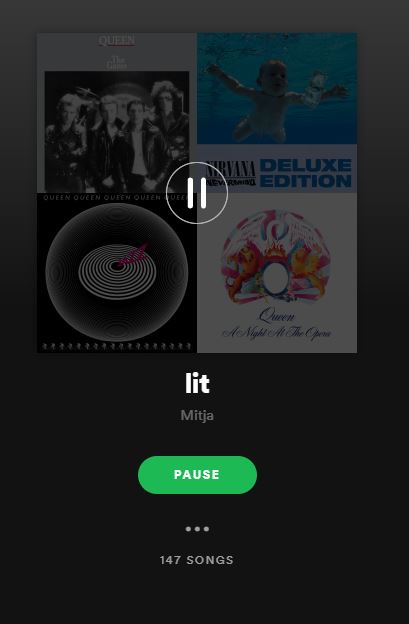 QUEEN
The
Game
NIRVANA
NEVERMIND
DELUXE
EDITION
QUEEN QUEEN QUEEN QUEEN QUEEN QUEEN
Queen
A Night At The Opera
lit
Mitja
PAUSE
147 SONGS